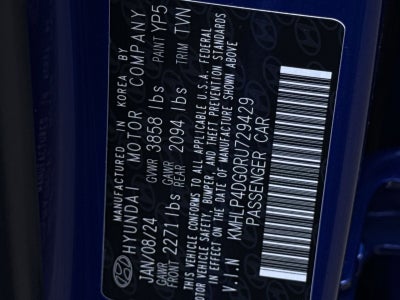 MANUFACTURED IN KOREA BY
HYUNDAI MOTOR COMPANY
JAN/08/24 GVWR 3858 lbs PAINT YP5
GAWR FRONT 2271 lbs GAWR REAR 2094 lbs TRIM TVN
THIS VEHICLE CONFORMS TO ALL APPLICABLE U.S.A. FEDERAL
MOTOR VEHICLE SAFETY, BUMPER, AND THEFT PREVENTION STANDARDS
IN EFFECT ON THE DATE OF MANUFACTURE SHOWN ABOVE
V.I.N KMHLP4DG0RU729429
PASSENGER CAR